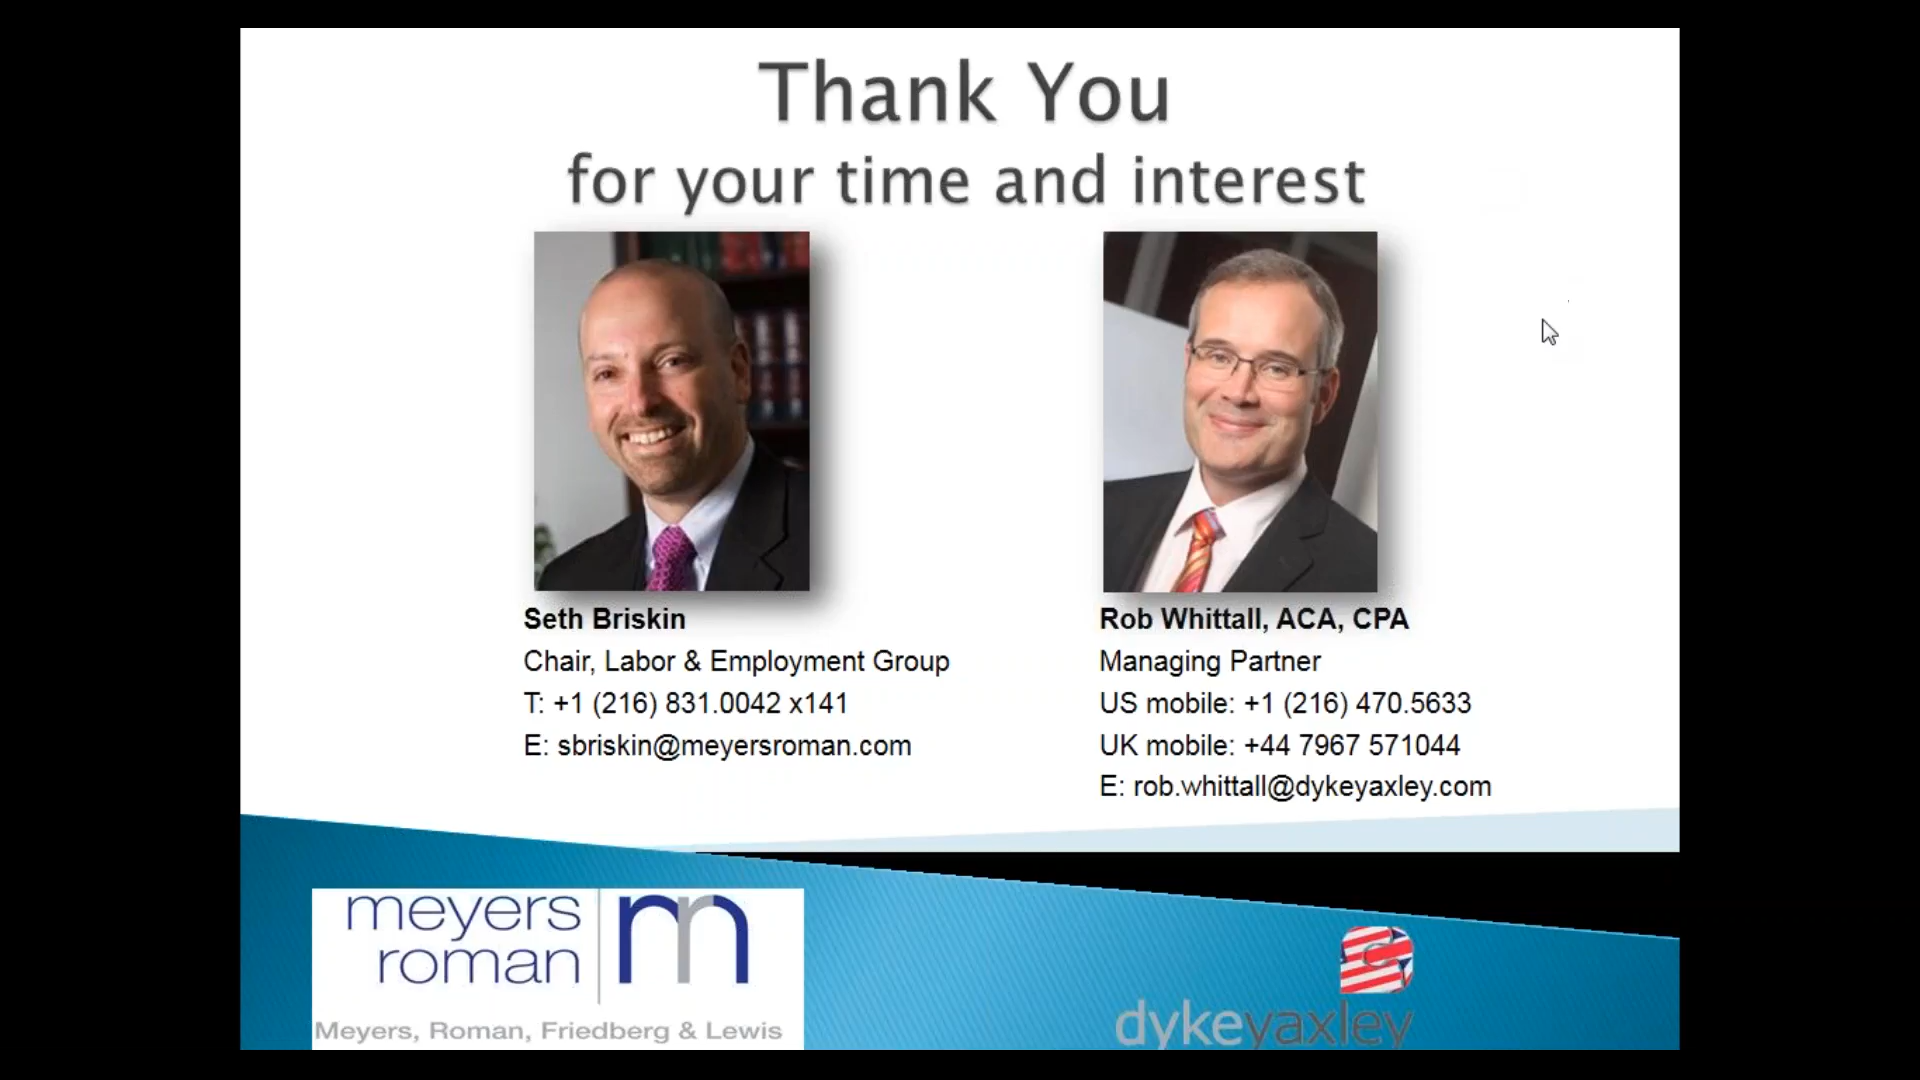 Thank You
for your time and interest
Seth Briskin
Chair, Labor & Employment Group
T: +1 (216) 831.0042 x141
E: sbriskin@meyersroman.com
Rob Whittall, ACA, CPA
Managing Partner
US mobile: +1 (216) 470.5633
UK mobile: +44 7967 571044
E: rob.whittall@dykeyaxley.com
meyers
roman
m
Meyers, Roman, Friedberg & Lewis
dykeyaxley